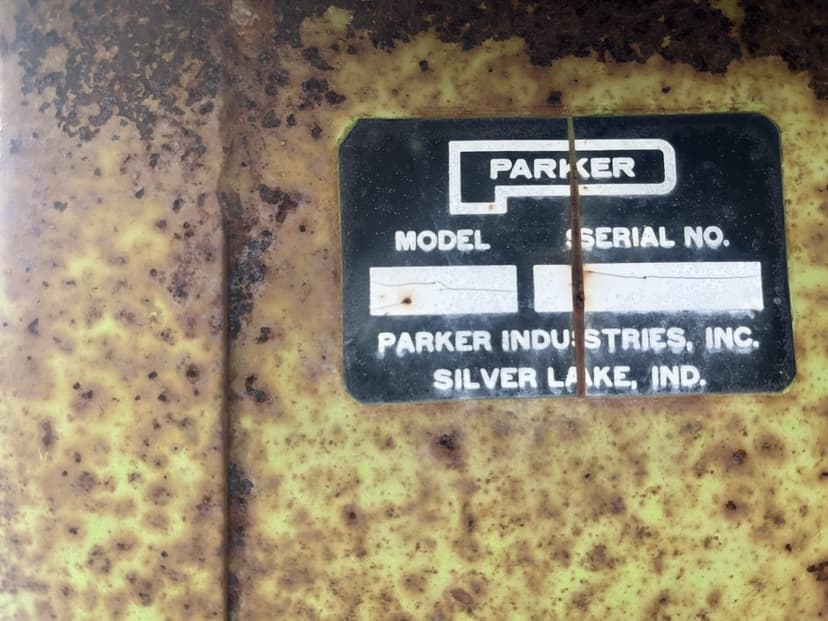 PARKER
MODEL SERIAL NO.
PARKER INDUSTRIES, INC.
SILVER LAKE, IND.